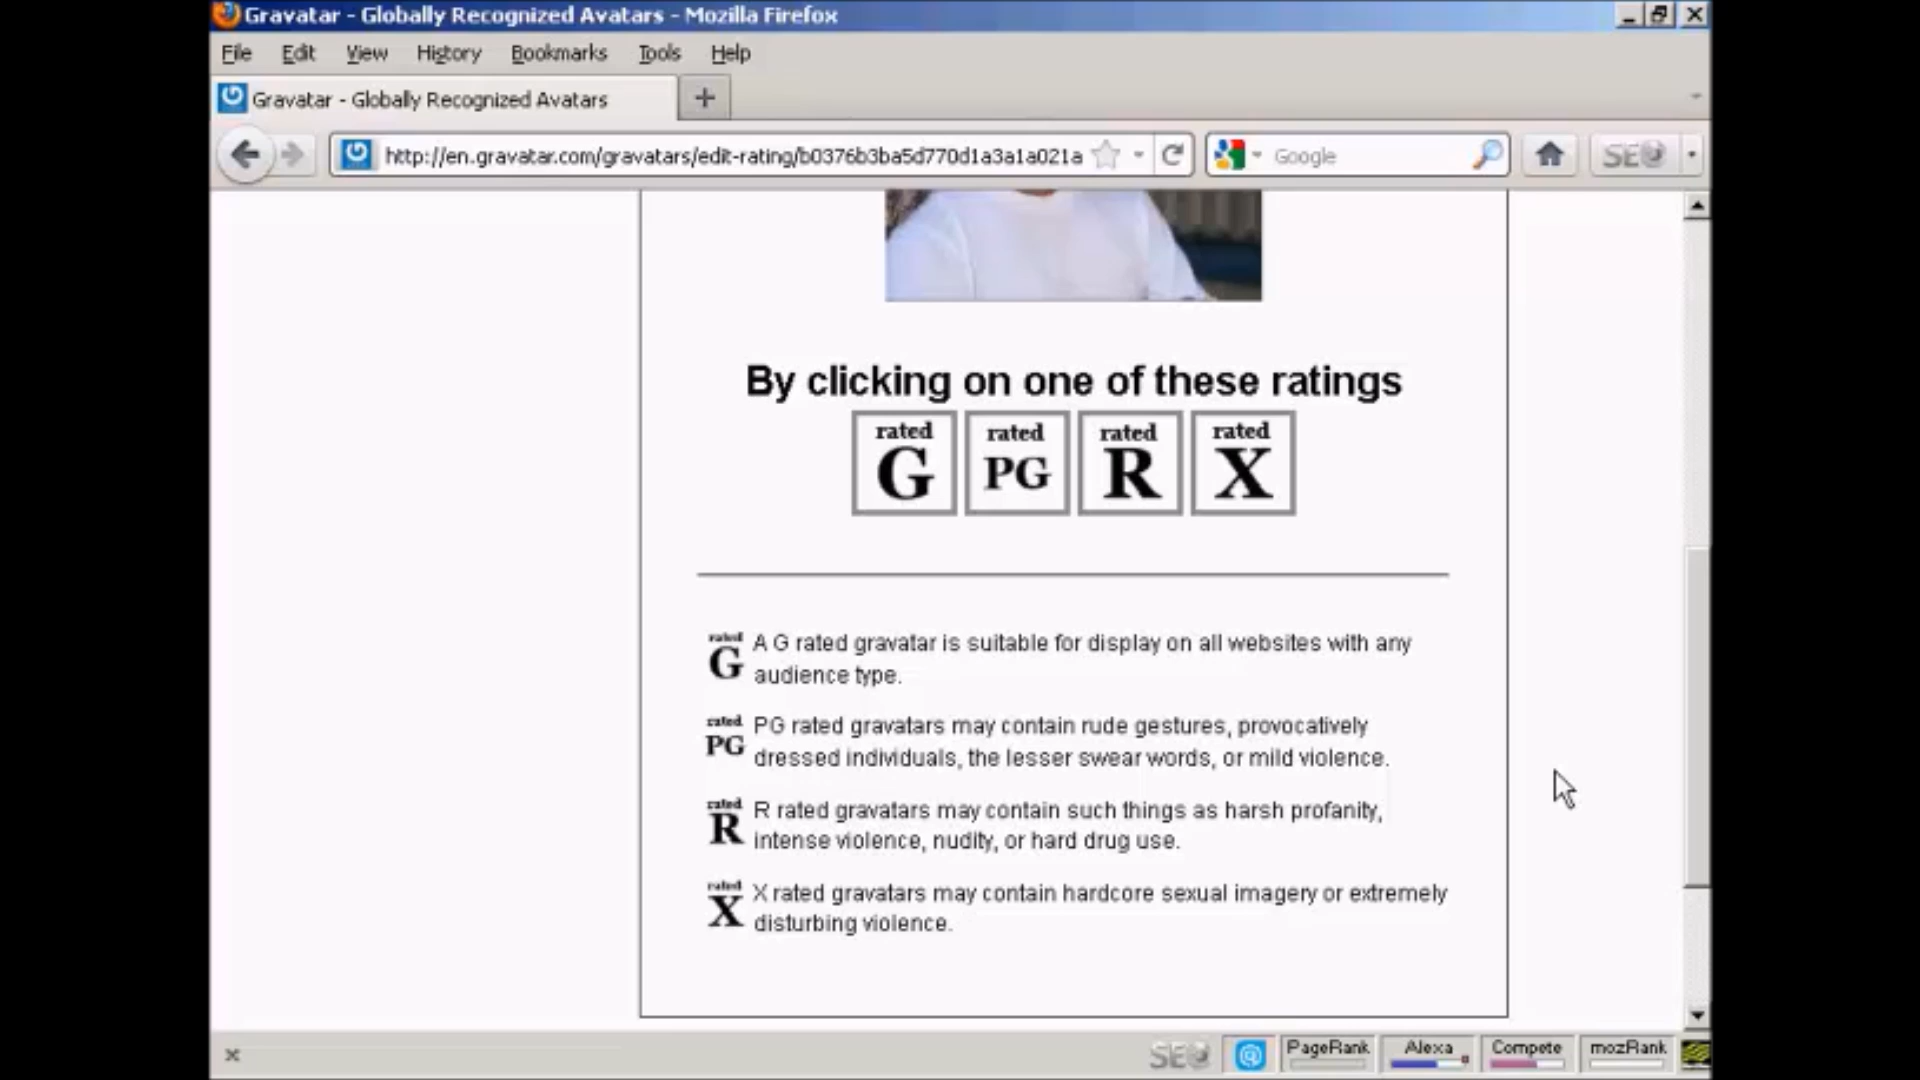 Gravatar - Globally Recognized Avatars - Mozilla Firefox
File Edit View History Bookmarks Tools Help
Gravatar - Globally Recognized Avatars
http://en.gravatar.com/gravatars/edit-rating/b0376b3ba5d770d1a3a1a021a
Google
SEO
By clicking on one of these ratings
rated G
rated PG
rated R
rated X
rated G
A G rated gravatar is suitable for display on all websites with any
audience type.
rated PG
PG rated gravatars may contain rude gestures, provocatively
dressed individuals, the lesser swear words, or mild violence.
rated R
R rated gravatars may contain such things as harsh profanity,
intense violence, nudity, or hard drug use.
rated X
X rated gravatars may contain hardcore sexual imagery or extremely
disturbing violence.
SEO PageRank Alexa Compete mozRank